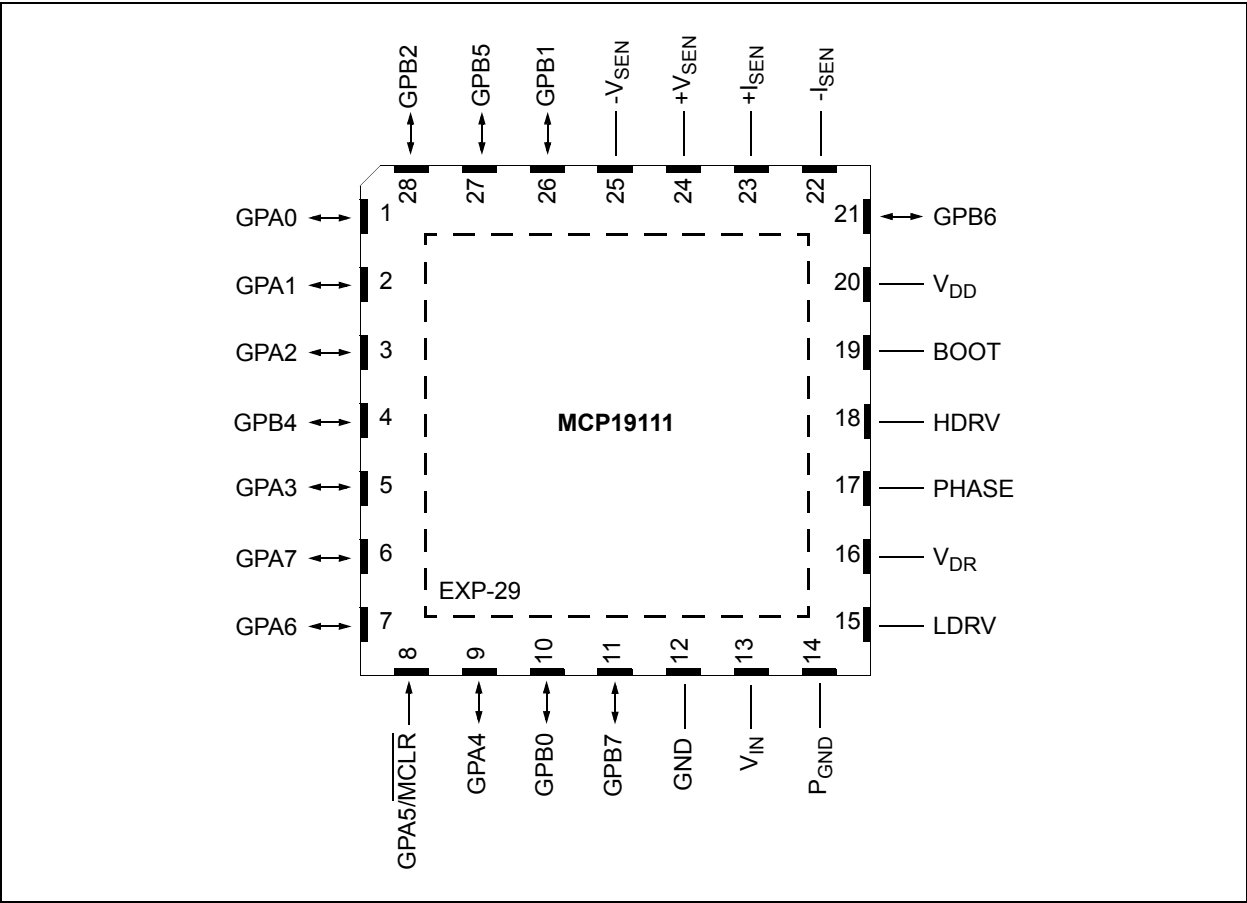 GPB2
GPB5
GPB1
-VSEN
+VSEN
+ISEN
-ISEN
28
27
26
25
24
23
22
GPA0
1
GPA1
2
GPA2
3
GPB4
4
GPA3
5
GPA7
6
GPA6
7
MCP19111
EXP-29
21
GPB6
20
VDD
19
BOOT
18
HDRV
17
PHASE
16
VDR
15
LDRV
8
9
10
11
12
13
14
GPA5/MCLR
GPA4
GPB0
GPB7
GND
VIN
PGND